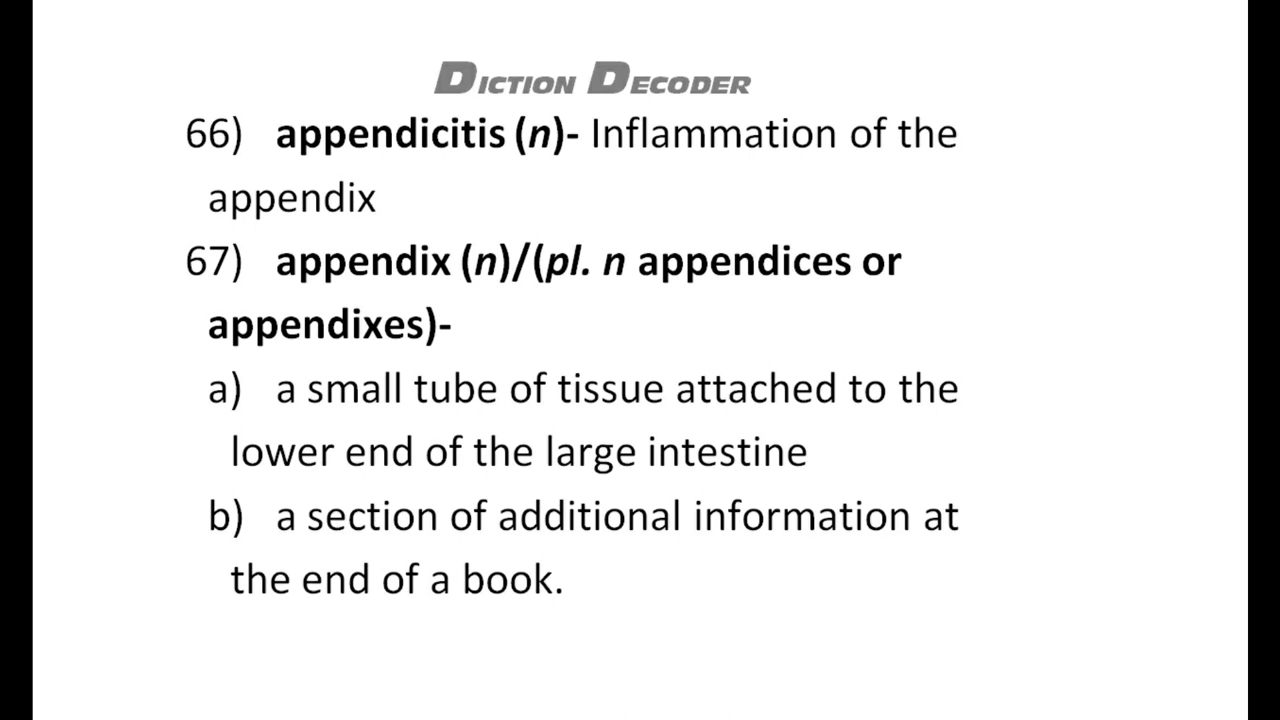 DICTION DECODER
66) appendicitis (n)- Inflammation of the
appendix
67) appendix (n)/(pl. n appendices or
appendixes)-
a) a small tube of tissue attached to the
lower end of the large intestine
b) a section of additional information at
the end of a book.